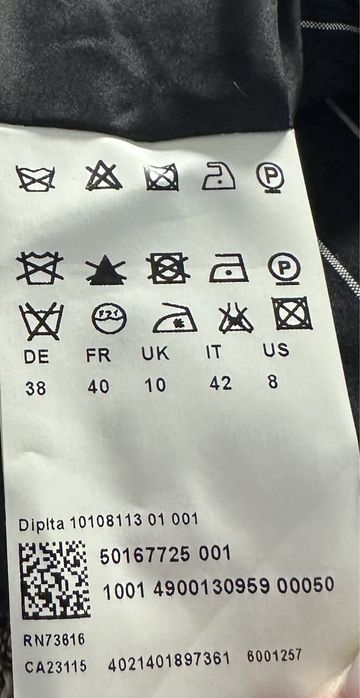 P
P
DE FR UK IT US
38 40 10 42 8
Diplta 10108113 01 001
50167725 001
1001 4900130959 00050
RN73816
CA23115 4021401897361 6001257